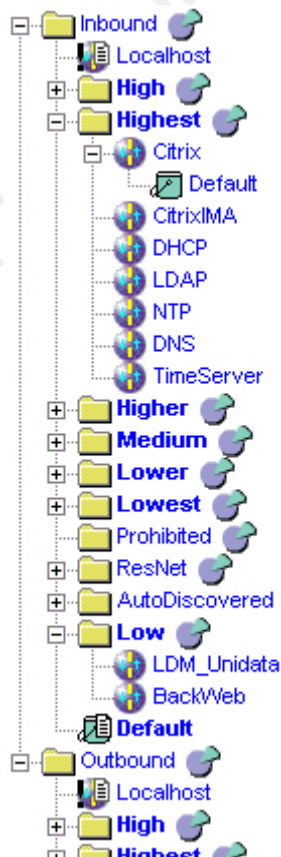 Inbound
Localhost
High
Highest
Citrix
Default
CitrixIMA
DHCP
LDAP
NTP
DNS
TimeServer
Higher
Medium
Lower
Lowest
Prohibited
ResNet
AutoDiscovered
Low
LDM_Unidata
BackWeb
Default
Outbound
Localhost
High
Highest